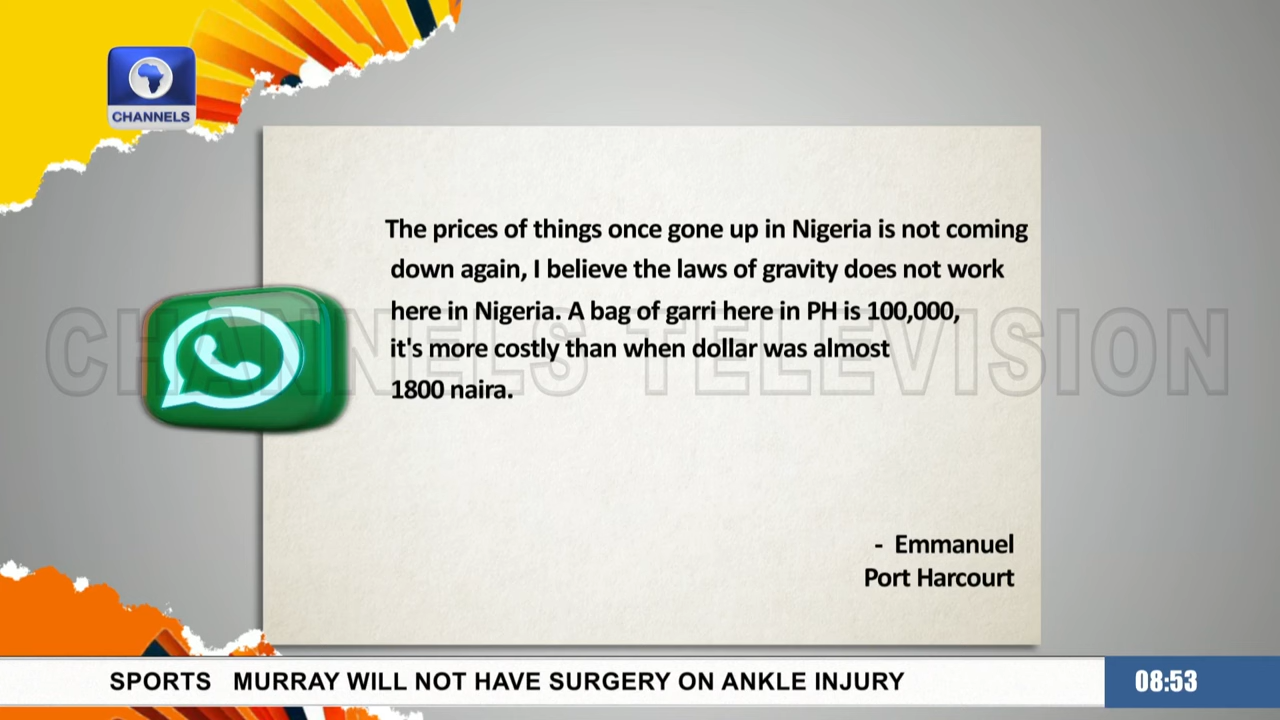 CHANNELS
The prices of things once gone up in Nigeria is not coming
down again, I believe the laws of gravity does not work
here in Nigeria. A bag of garri here in PH is 100,000,
it's more costly than when dollar was almost
1800 naira.
CHANNELS TELEVISION
- Emmanuel
Port Harcourt
SPORTS MURRAY WILL NOT HAVE SURGERY ON ANKLE INJURY
08:53